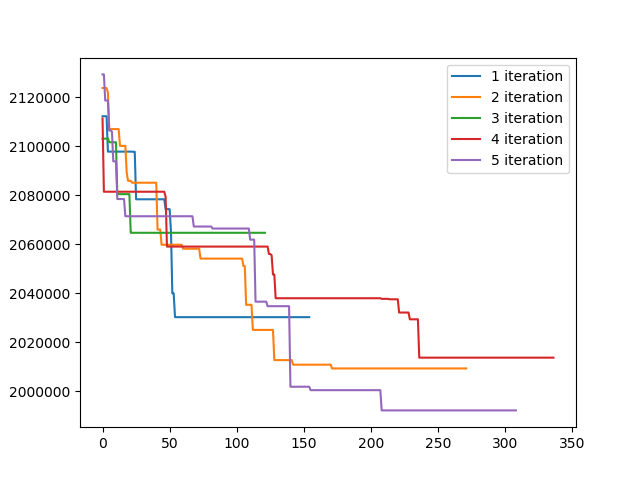 1 iteration
2 iteration
3 iteration
4 iteration
5 iteration
2120000
2100000
2080000
2060000
2040000
2020000
2000000
0 50 100 150 200 250 300 350